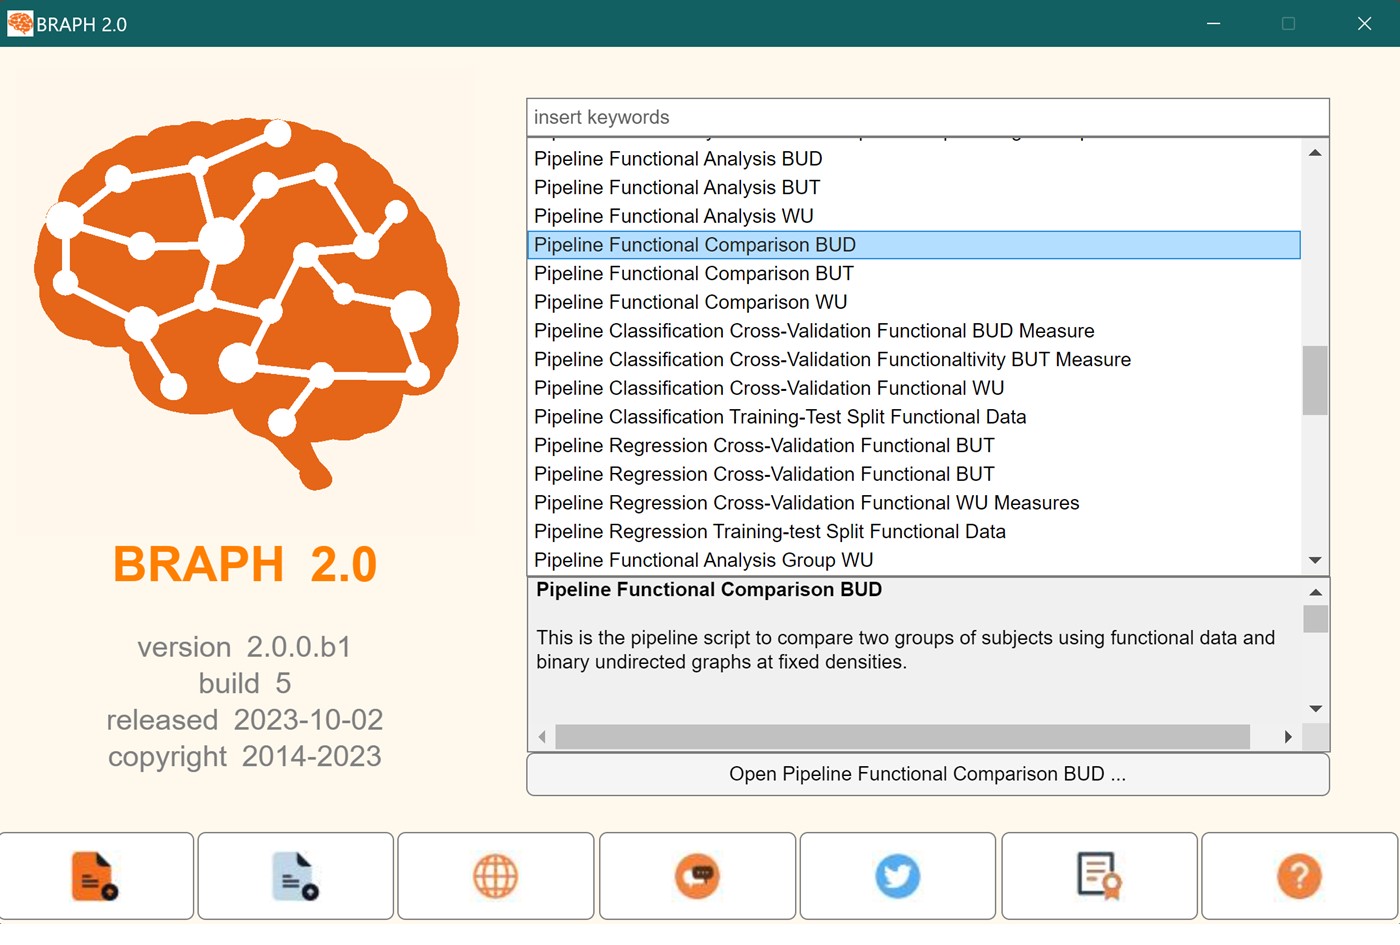 BRAPH 2.0
insert keywords
Pipeline Functional Analysis BUD
Pipeline Functional Analysis BUT
Pipeline Functional Analysis WU
Pipeline Functional Comparison BUD
Pipeline Functional Comparison BUT
Pipeline Functional Comparison WU
Pipeline Classification Cross-Validation Functional BUD Measure
Pipeline Classification Cross-Validation Functionaltivity BUT Measure
Pipeline Classification Cross-Validation Functional WU
Pipeline Classification Training-Test Split Functional Data
Pipeline Regression Cross-Validation Functional BUT
Pipeline Regression Cross-Validation Functional BUT
Pipeline Regression Cross-Validation Functional WU Measures
Pipeline Regression Training-test Split Functional Data
Pipeline Functional Analysis Group WU
Pipeline Functional Comparison BUD
This is the pipeline script to compare two groups of subjects using functional data and
binary undirected graphs at fixed densities.
Open Pipeline Functional Comparison BUD ...
BRAPH 2.0
version 2.0.0.b1
build 5
released 2023-10-02
copyright 2014-2023
?